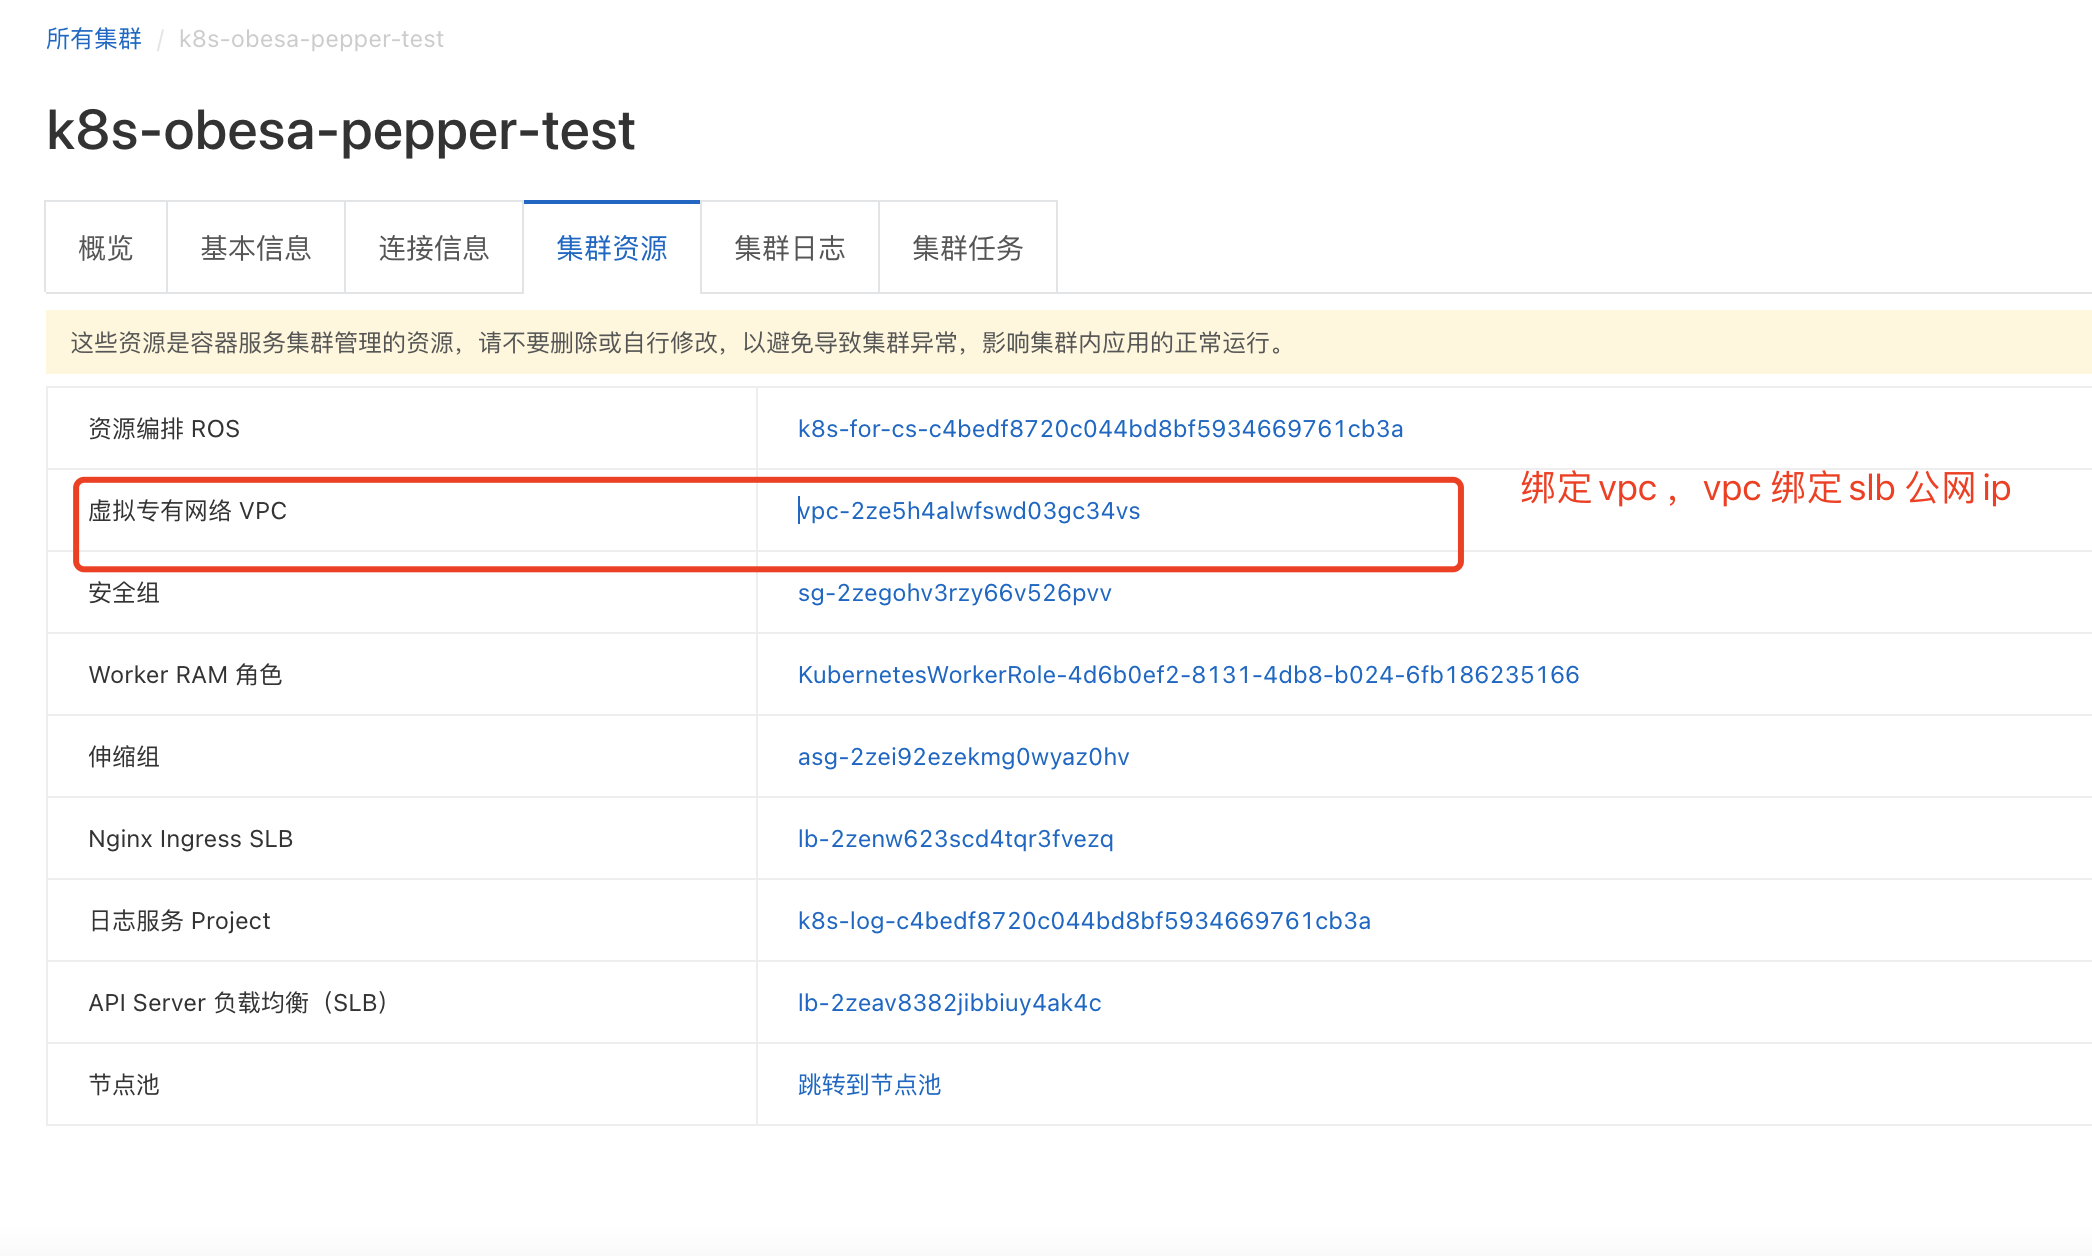 所有集群 / k8s-obesa-pepper-test
k8s-obesa-pepper-test
概览 基本信息 连接信息 集群资源 集群日志 集群任务
这些资源是容器服务集群管理的资源，请不要删除或自行修改，以避免导致集群异常，影响集群内应用的正常运行。
资源编排 ROS k8s-for-cs-c4bedf8720c044bd8bf5934669761cb3a
绑定vpc，vpc 绑定slb 公网ip
虚拟专有网络 VPC vpc-2ze5h4alwfswd03gc34vs
安全组 sg-2zegohv3rzy66v526pvv
Worker RAM 角色 KubernetesWorkerRole-4d6b0ef2-8131-4db8-b024-6fb186235166
伸缩组 asg-2zei92ezekmg0wyaz0hv
Nginx Ingress SLB lb-2zenw623scd4tqr3fvezq
日志服务 Project k8s-log-c4bedf8720c044bd8bf5934669761cb3a
API Server 负载均衡（SLB） lb-2zeav8382jibbiuy4ak4c
节点池 跳转到节点池